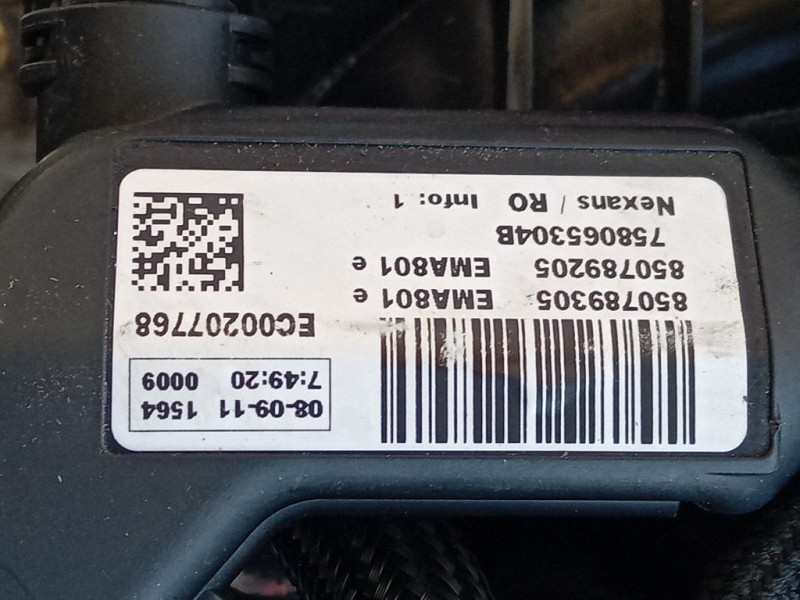 08-09-11 1564
7:49:20 0009
EC00207768
850789305 EMA801 e
850789205 EMA801 e
758065304B
Nexans / RO Info: 1